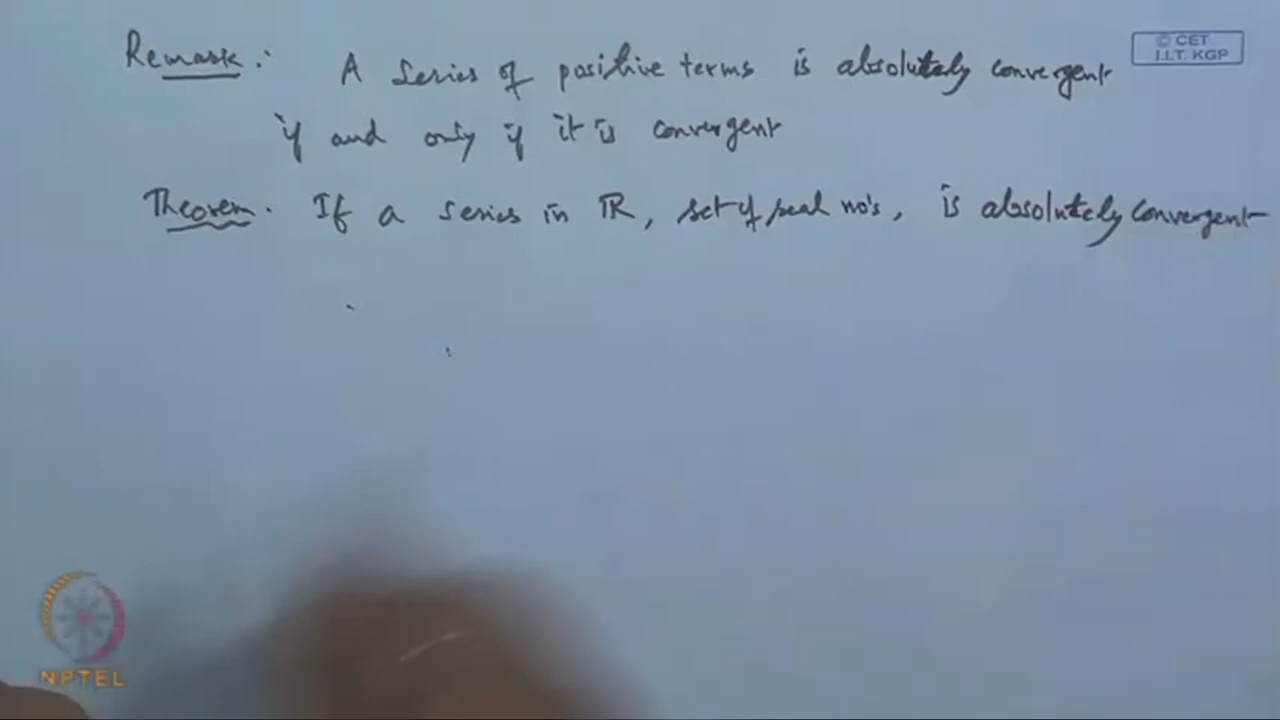 © CET
I.I.T. KGP
Remark: A Series of positive terms is absolutely convergent
if and only if it is convergent
Theorem. If a series in ℝ, set of real no's, is absolutely convergent
NPTEL